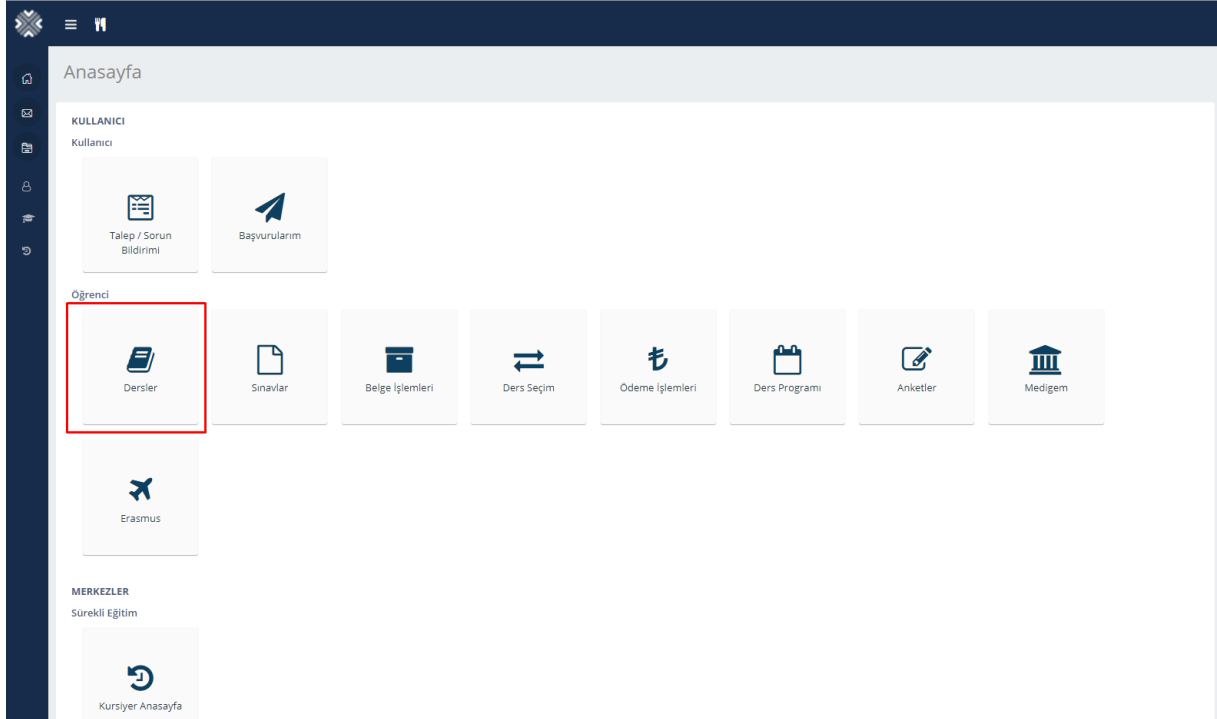 Anasayfa
KULLANICI
Kullanıcı
Talep / Sorun
Bildirimi
Başvurularım
Öğrenci
Dersler
Sınavlar
Belge İşlemleri
Ders Seçim
Ödeme İşlemleri
Ders Programı
Anketler
Medigem
Erasmus
MERKEZLER
Sürekli Eğitim
Kursiyer Anasayfa